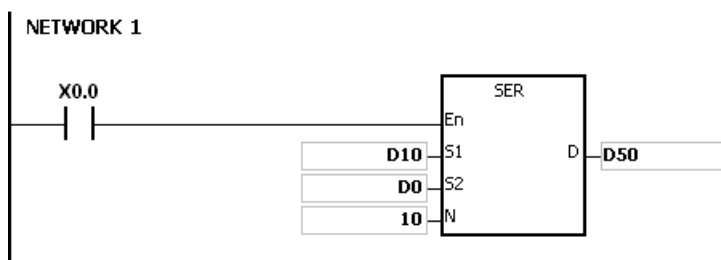 NETWORK 1
X0.0
SER
En
D10 S1 D D50
D0 S2
10 N